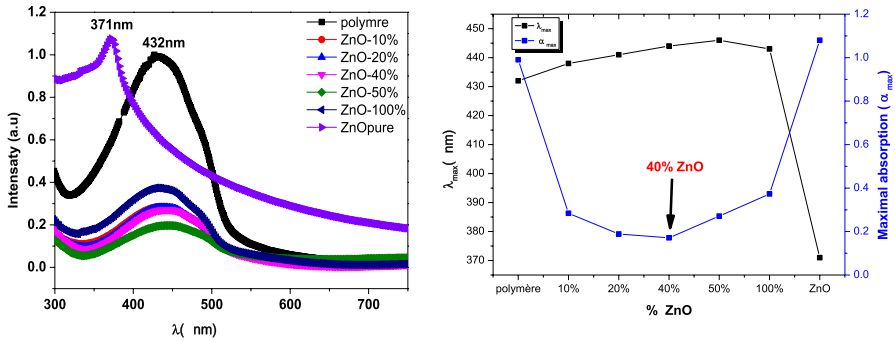 371nm
432nm
polymre
ZnO-10%
ZnO-20%
ZnO-40%
ZnO-50%
ZnO-100%
ZnOpure
1.2
1.0
0.8
0.6
0.4
0.2
0.0
Intensaty (a.u)
300
400
500
600
700
λ( nm)
λmax
α max
450
440
430
420
410
400
390
380
370
λmax( nm)
40% ZnO
1.2
1.0
0.8
0.6
0.4
0.2
0.0
Maximal absorption (α max)
polymère
10%
20%
40%
50%
100%
ZnO
% ZnO